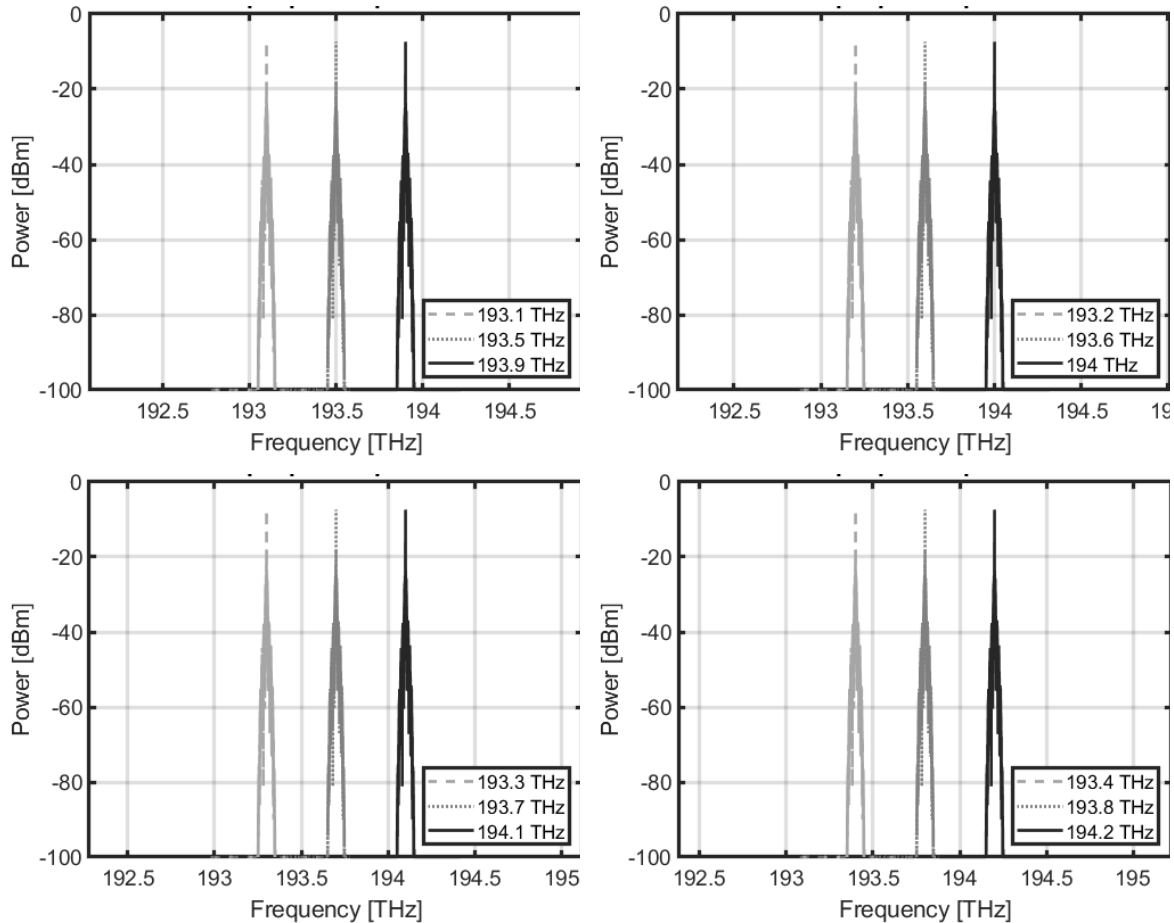 0
-20
-40
-60
-80
-100
Power [dBm]
193.1 THz
193.5 THz
193.9 THz
192.5 193 193.5 194 194.5
Frequency [THz]
0
-20
-40
-60
-80
-100
Power [dBm]
193.2 THz
193.6 THz
194 THz
192.5 193 193.5 194 194.5
Frequency [THz]
0
-20
-40
-60
-80
-100
Power [dBm]
193.3 THz
193.7 THz
194.1 THz
192.5 193 193.5 194 194.5 195
Frequency [THz]
0
-20
-40
-60
-80
-100
Power [dBm]
193.4 THz
193.8 THz
194.2 THz
192.5 193 193.5 194 194.5 195
Frequency [THz]